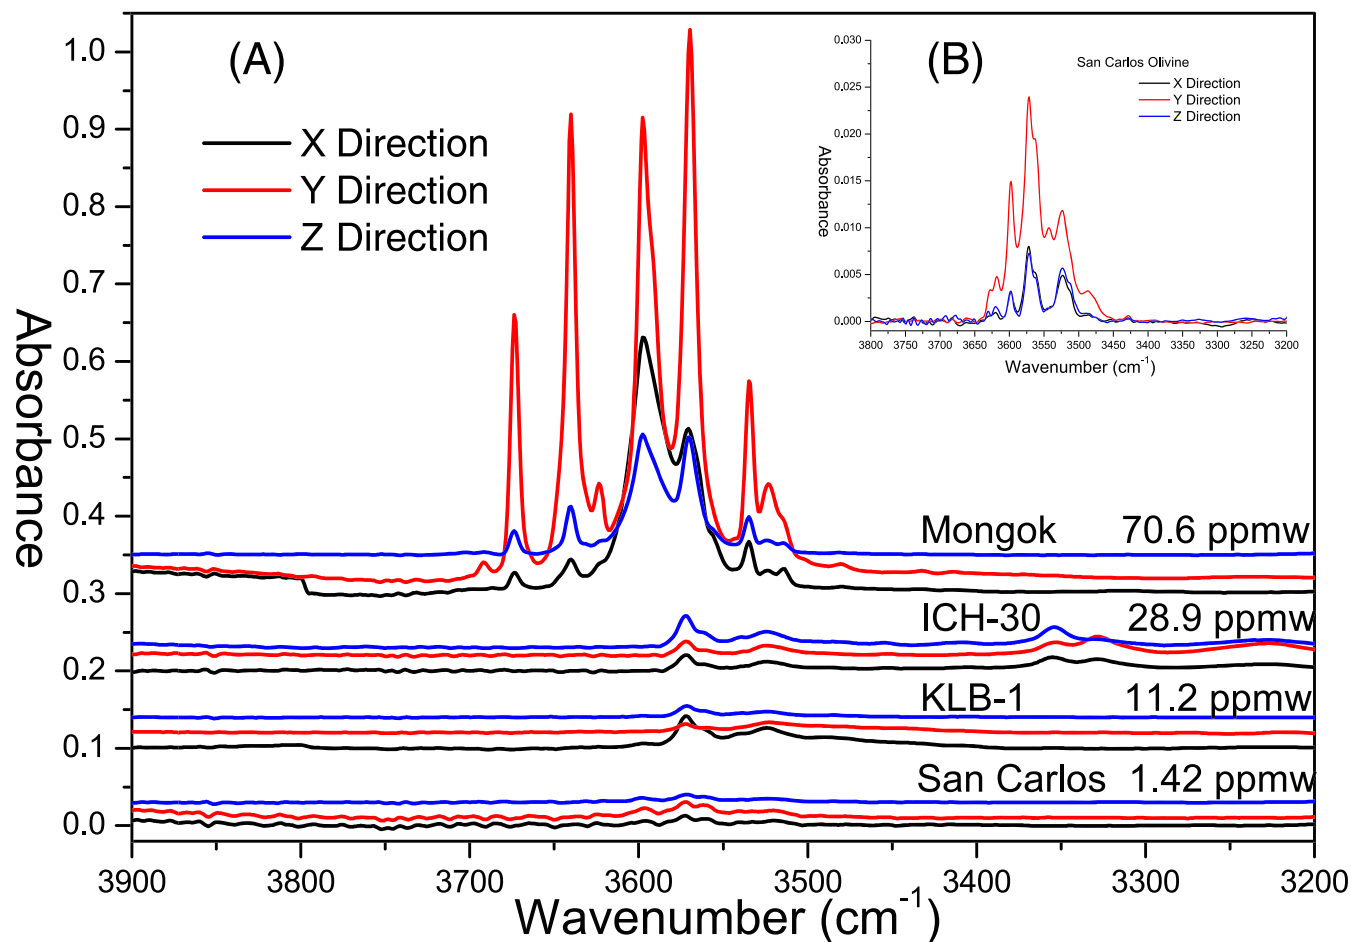 (A)
X Direction
Y Direction
Z Direction
1.0
0.9
0.8
0.7
0.6
0.5
0.4
0.3
0.2
0.1
0.0
Absorbance
Mongok 70.6 ppmw
ICH-30 28.9 ppmw
KLB-1 11.2 ppmw
San Carlos 1.42 ppmw
3900 3800 3700 3600 3500 3400 3300 3200
Wavenumber (cm-1)
(B)
San Carlos Olivine
X Direction
Y Direction
Z Direction
0.030
0.025
0.020
0.015
0.010
0.005
0.000
Absorbance
3800 3750 3700 3650 3600 3550 3500 3450 3400 3350 3300 3250 3200
Wavenumber (cm-1)